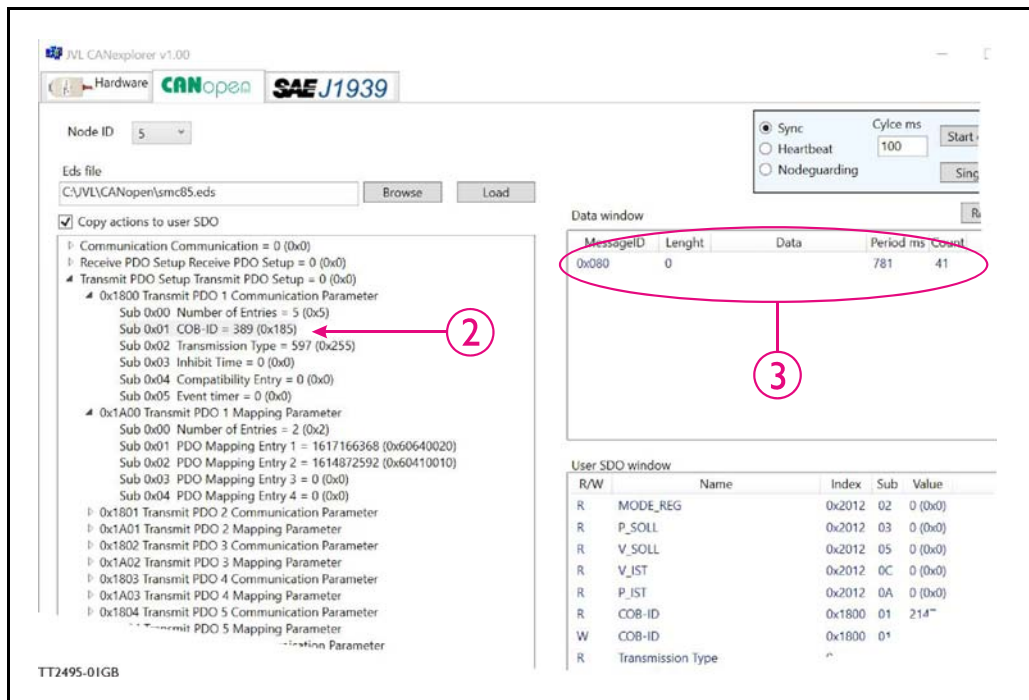 JVL CANexplorer v1.00
Hardware
CANopen
SAE J1939
Node ID 5
Sync
Heartbeat
Nodeguarding
Cylce ms
100
Start
Sing
Eds file
C:\JVL\CANopen\smc85.eds
Browse
Load
Copy actions to user SDO
Communication Communication = 0 (0x0)
Receive PDO Setup Receive PDO Setup = 0 (0x0)
Transmit PDO Setup Transmit PDO Setup = 0 (0x0)
0x1800 Transmit PDO 1 Communication Parameter
Sub 0x00 Number of Entries = 5 (0x5)
Sub 0x01 COB-ID = 389 (0x185)
Sub 0x02 Transmission Type = 597 (0x255)
Sub 0x03 Inhibit Time = 0 (0x0)
Sub 0x04 Compatibility Entry = 0 (0x0)
Sub 0x05 Event timer = 0 (0x0)
0x1A00 Transmit PDO 1 Mapping Parameter
Sub 0x00 Number of Entries = 2 (0x2)
Sub 0x01 PDO Mapping Entry 1 = 1617166368 (0x60640020)
Sub 0x02 PDO Mapping Entry 2 = 1614872592 (0x60410010)
Sub 0x03 PDO Mapping Entry 3 = 0 (0x0)
Sub 0x04 PDO Mapping Entry 4 = 0 (0x0)
0x1801 Transmit PDO 2 Communication Parameter
0x1A01 Transmit PDO 2 Mapping Parameter
0x1802 Transmit PDO 3 Communication Parameter
0x1A02 Transmit PDO 3 Mapping Parameter
0x1803 Transmit PDO 4 Communication Parameter
0x1A03 Transmit PDO 4 Mapping Parameter
0x1804 Transmit PDO 5 Communication Parameter
PDO 5 Mapping Parameter
Parameter
2
Data window
MessageID Lenght Data Period ms Count
0x080 0 781 41
3
User SDO window
R/W Name Index Sub Value
R MODE_REG 0x2012 02 0 (0x0)
R P_SOLL 0x2012 03 0 (0x0)
R V_SOLL 0x2012 05 0 (0x0)
R V_IST 0x2012 0C 0 (0x0)
R P_IST 0x2012 0A 0 (0x0)
R COB-ID 0x1800 01
W COB-ID 0x1800
R Transmission Type
TT2495-01GB